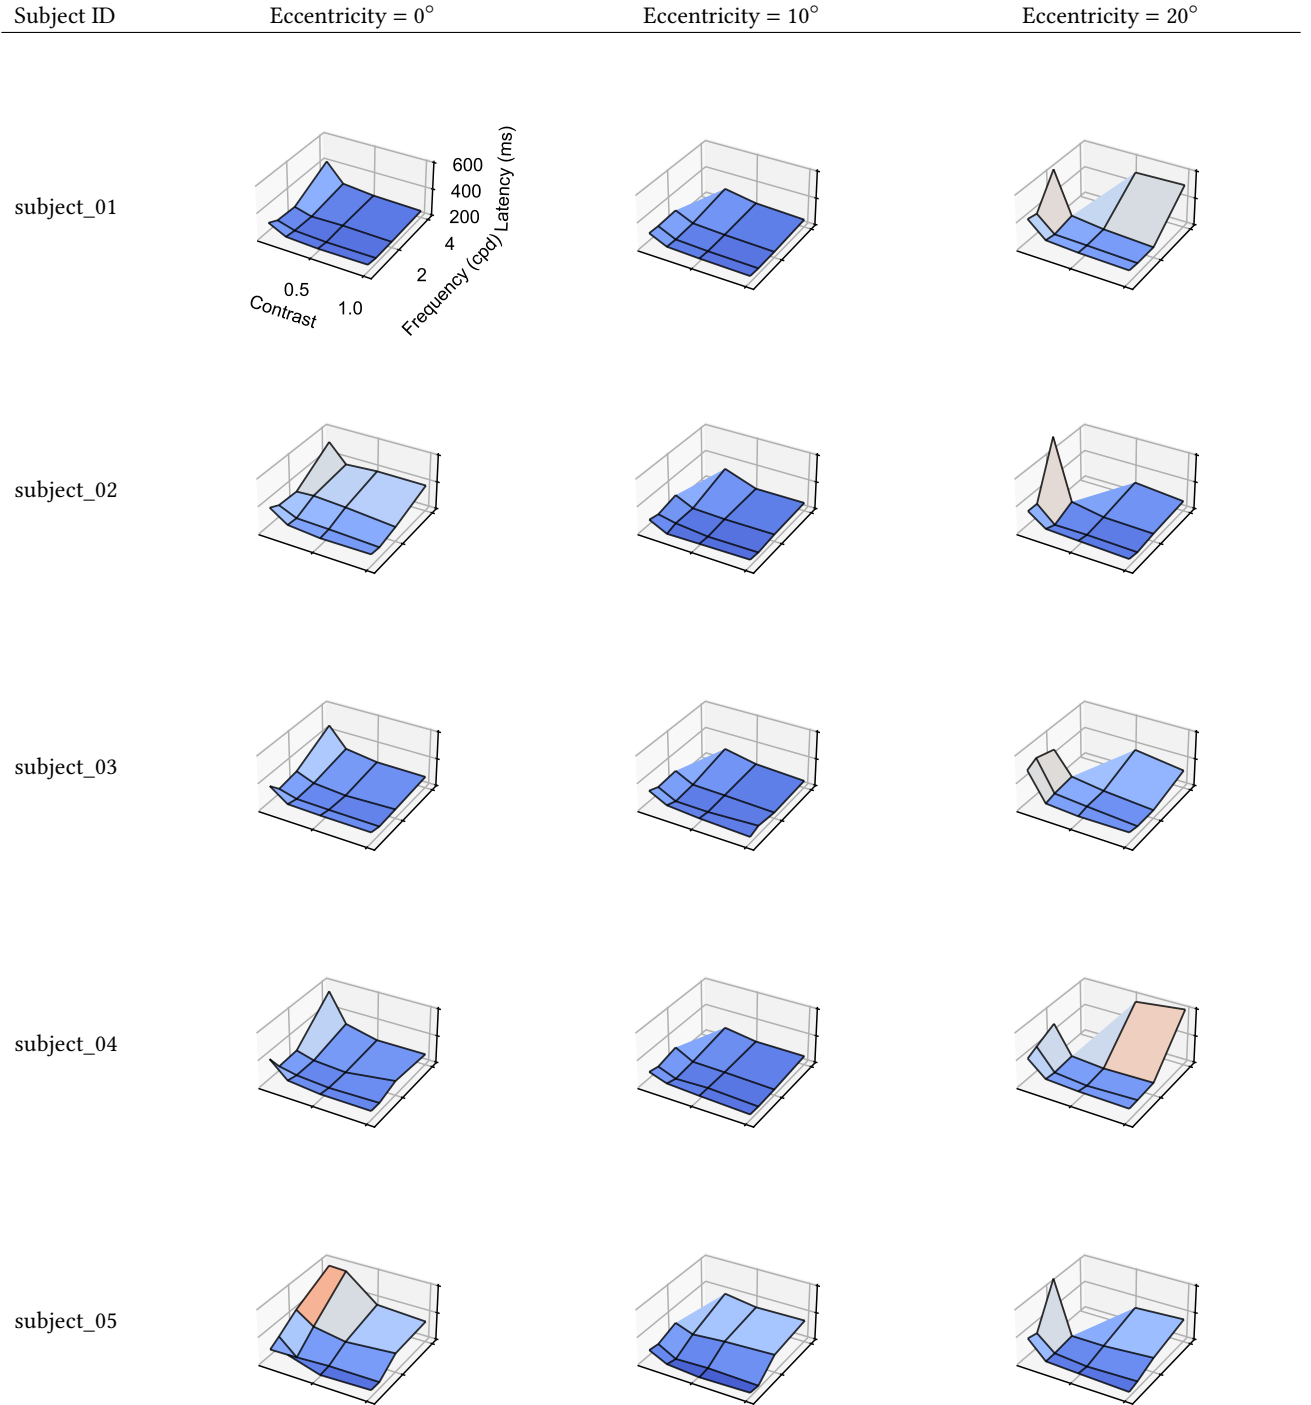 Subject ID Eccentricity = 0° Eccentricity = 10° Eccentricity = 20°
subject_01
600
400
200
Latency (ms)
4
2
Frequency (cpd)
0.5
1.0
Contrast
subject_02
subject_03
subject_04
subject_05